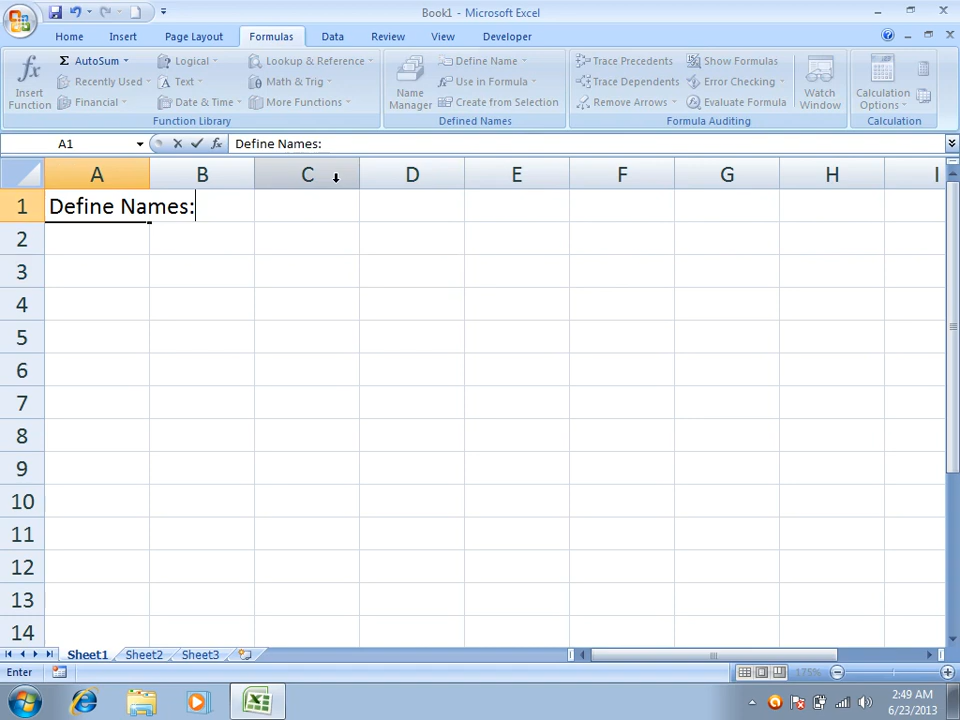 Book1 - Microsoft Excel
Home Insert Page Layout Formulas Data Review View Developer
fx Σ AutoSum Logical Lookup & Reference Define Name Trace Precedents Show Formulas
Recently Used Text Math & Trig Use in Formula Trace Dependents Error Checking
Insert Function Financial Date & Time More Functions Name Manager Create from Selection Remove Arrows Evaluate Formula Watch Window Calculation Options
Function Library Defined Names Formula Auditing Calculation
A1 fx Define Names:
A B C D E F G H I
1 Define Names:
2
3
4
5
6
7
8
9
10
11
12
13
14
Sheet1 Sheet2 Sheet3
Enter 175%
2:49 AM
6/23/2013